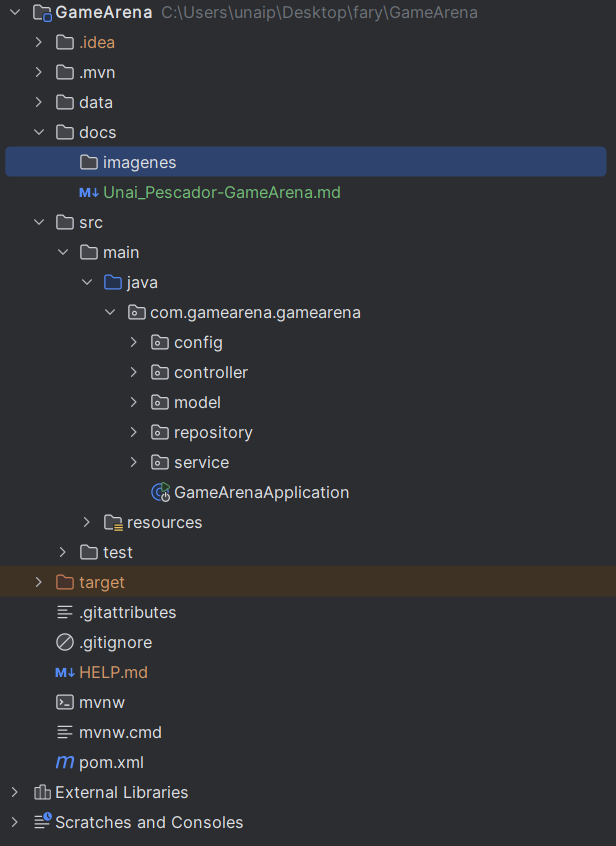 GameArena C:\Users\unaip\Desktop\fary\GameArena
.idea
.mvn
data
docs
imagenes
M↓ Unai_Pescador-GameArena.md
src
main
java
com.gamearena.gamearena
config
controller
model
repository
service
GameArenaApplication
resources
test
target
.gitattributes
.gitignore
M↓ HELP.md
mvnw
mvnw.cmd
m pom.xml
External Libraries
Scratches and Consoles